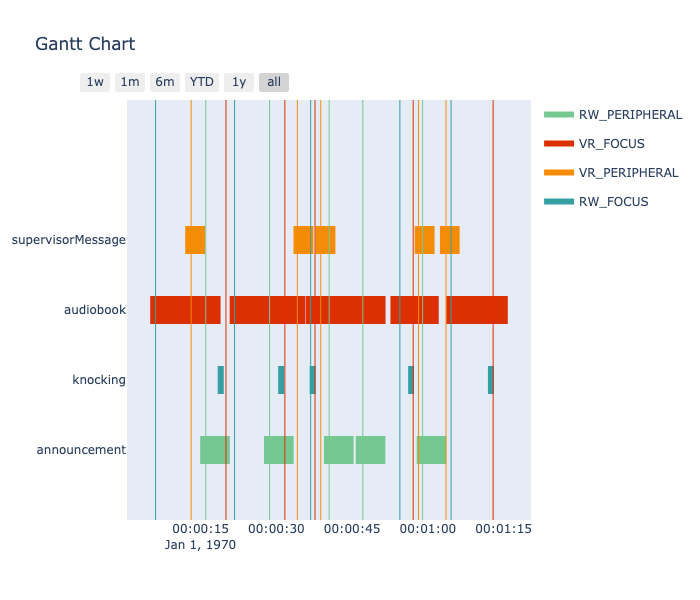 Gantt Chart
1w 1m 6m YTD 1y all
RW_PERIPHERAL
VR_FOCUS
VR_PERIPHERAL
RW_FOCUS
supervisorMessage
audiobook
knocking
announcement
00:00:15 00:00:30 00:00:45 00:01:00 00:01:15
Jan 1, 1970